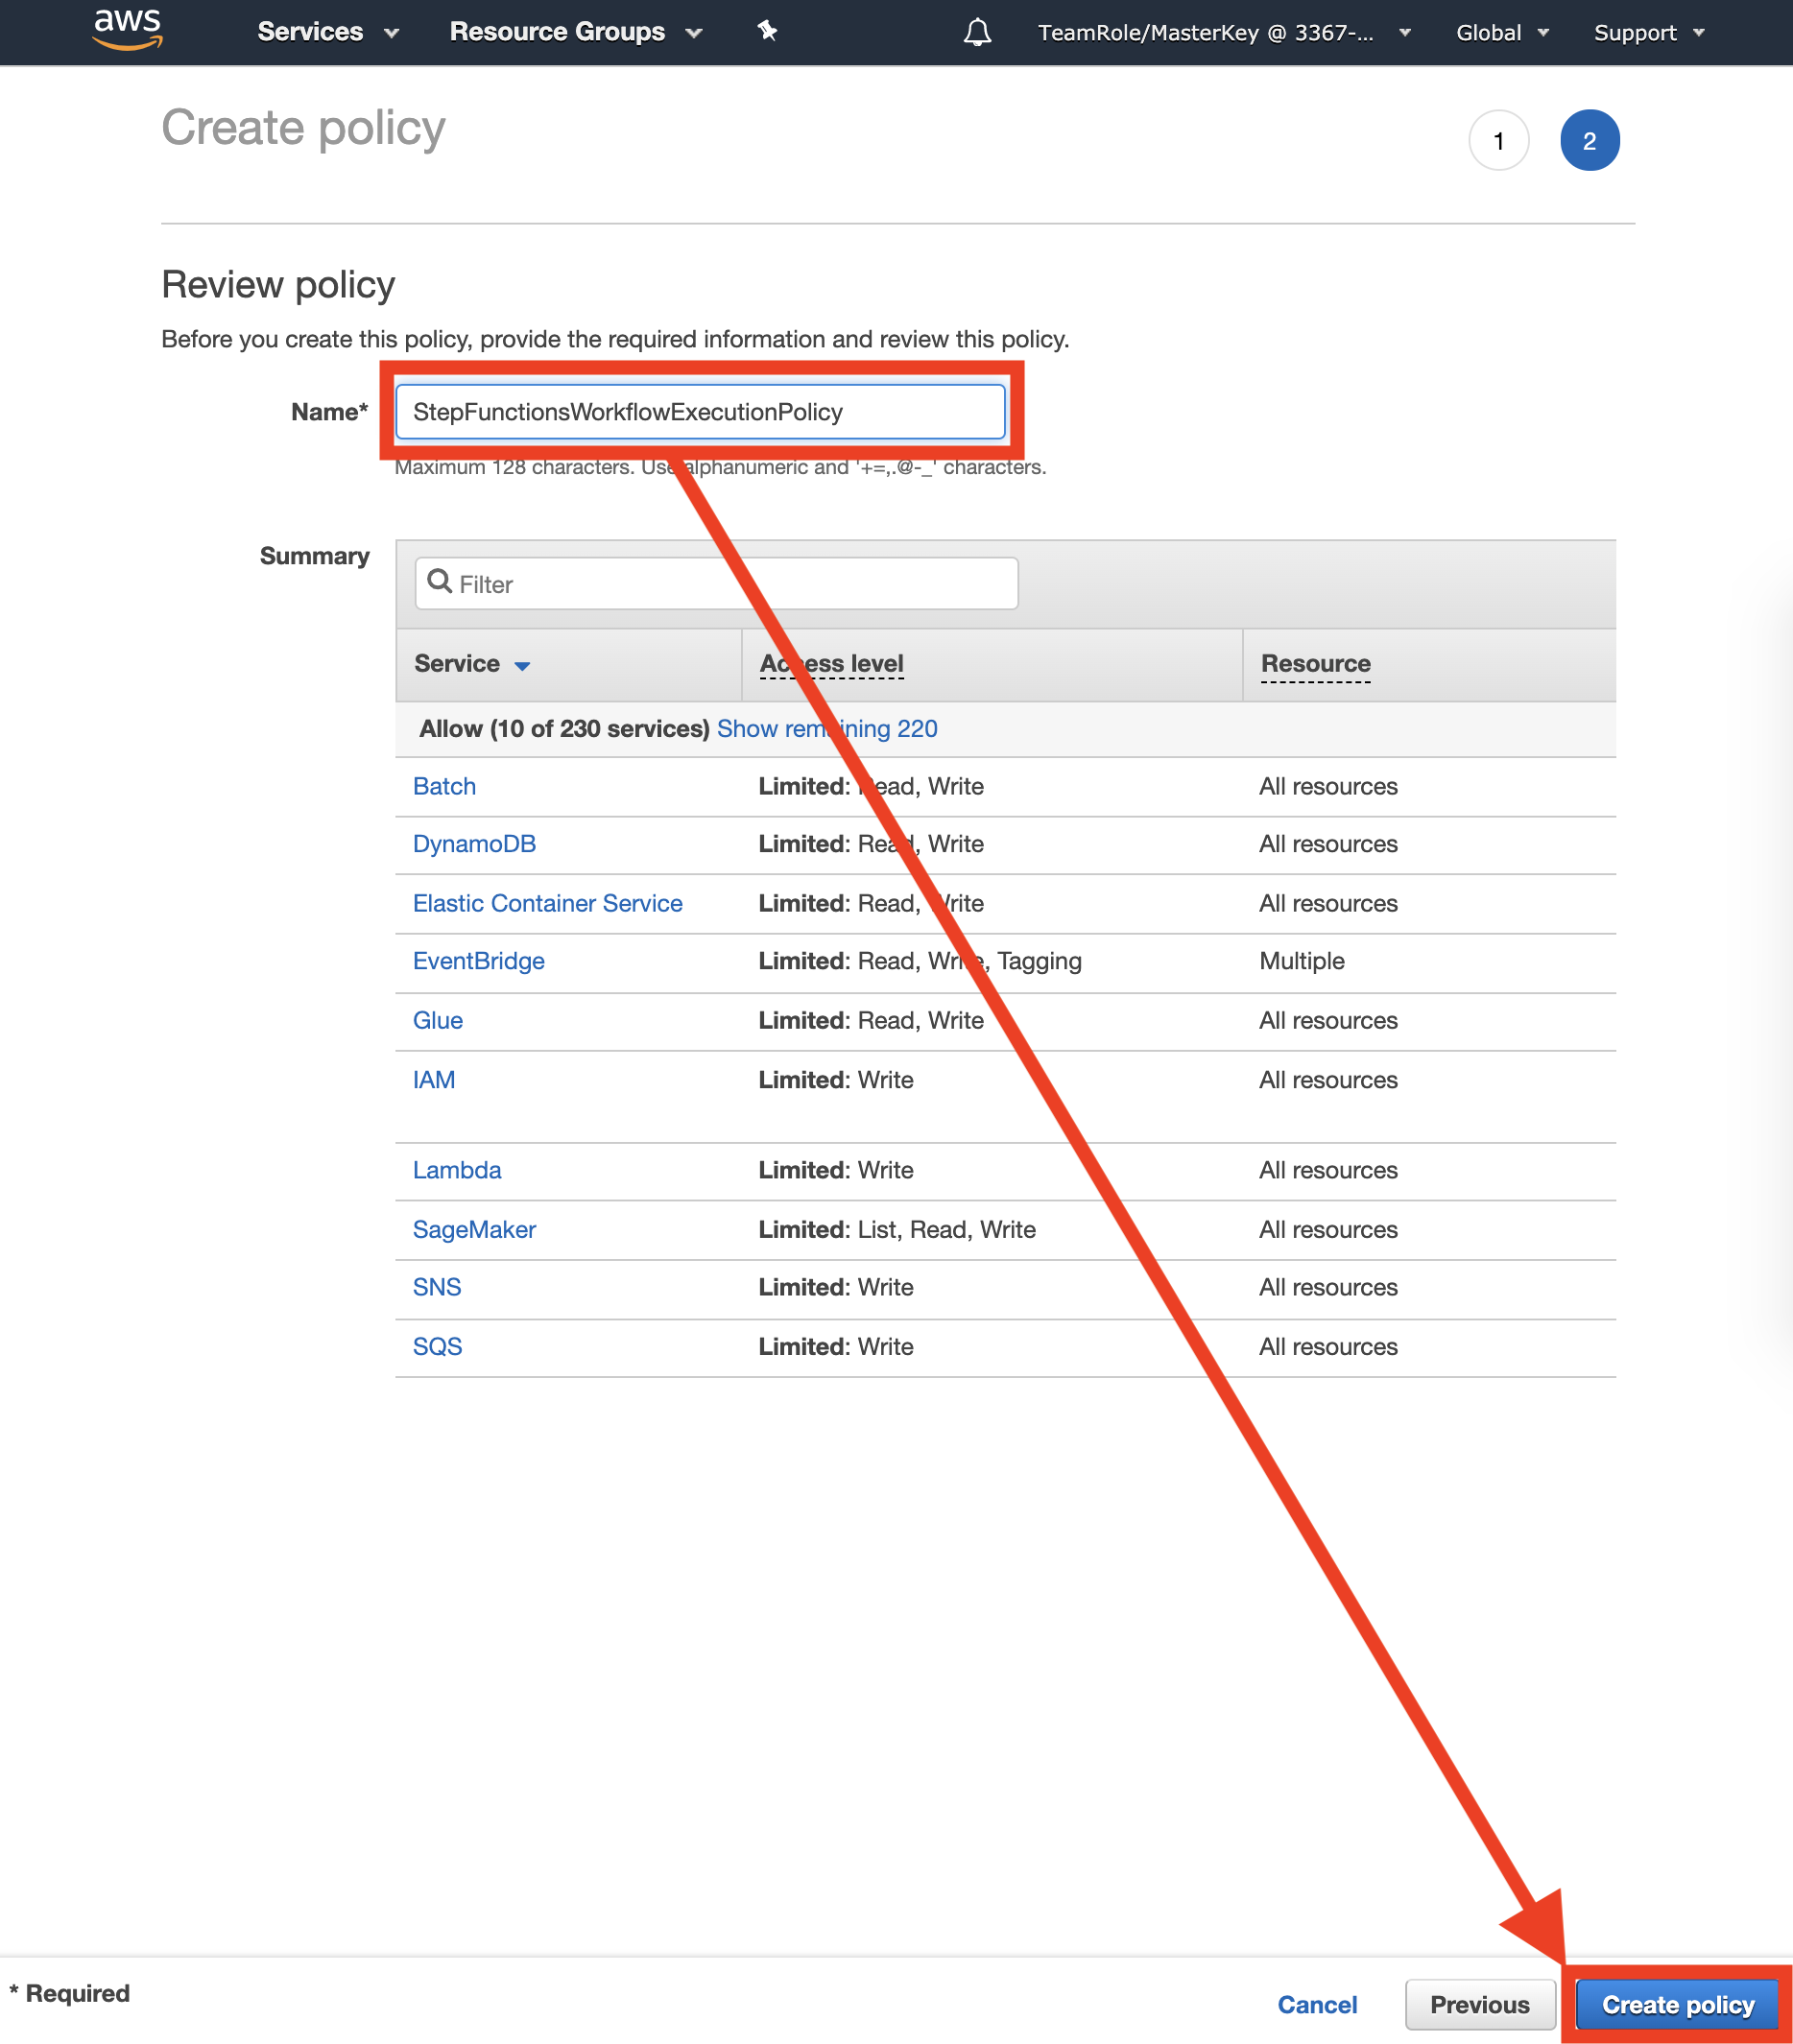 aws Services Resource Groups TeamRole/MasterKey @ 3367-... Global Support
Create policy 1 2
Review policy
Before you create this policy, provide the required information and review this policy.
Name* StepFunctionsWorkflowExecutionPolicy
Maximum 128 characters. Use alphanumeric and '+=,.@-_' characters.
Summary Filter
Service Access level Resource
Allow (10 of 230 services) Show remaining 220
Batch Limited: Read, Write All resources
DynamoDB Limited: Read, Write All resources
Elastic Container Service Limited: Read, Write All resources
EventBridge Limited: Read, Write, Tagging Multiple
Glue Limited: Read, Write All resources
IAM Limited: Write All resources
Lambda Limited: Write All resources
SageMaker Limited: List, Read, Write All resources
SNS Limited: Write All resources
SQS Limited: Write All resources
* Required Cancel Previous Create policy